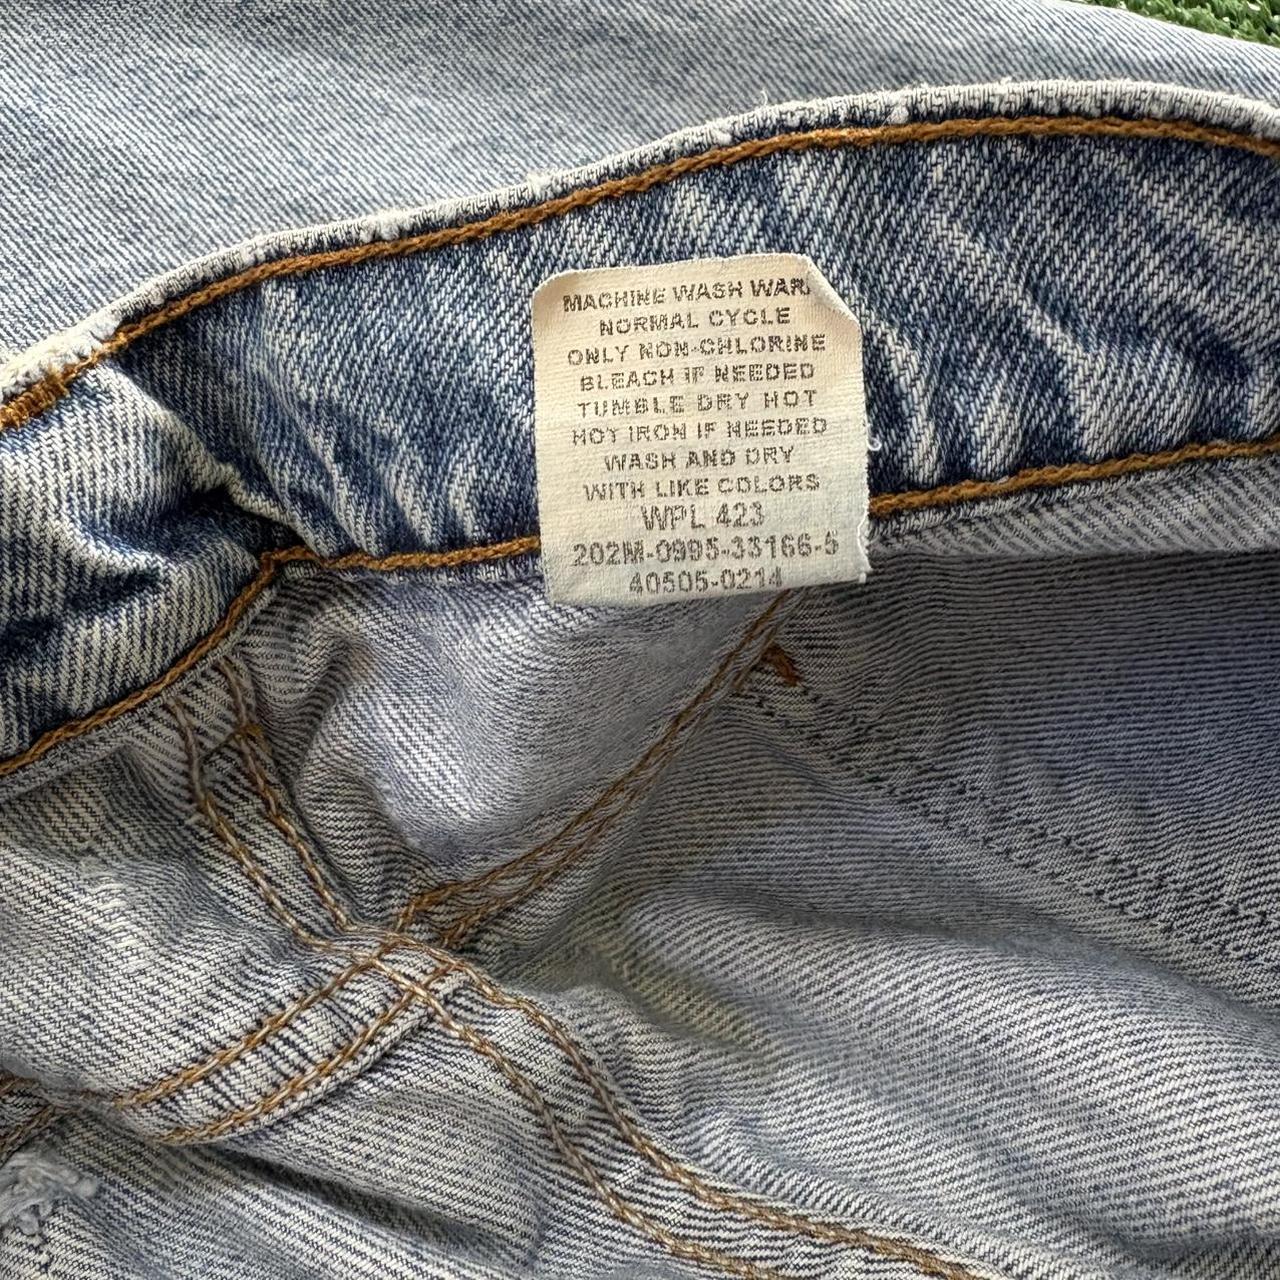 MACHINE WASH WAR
NORMAL CYCLE
ONLY NON-CHLORINE
BLEACH IF NEEDED
TUMBLE DRY HOT
HOT IRON IF NEEDED
WASH AND DRY
WITH LIKE COLORS
WPL 423
202M-0995-33166-5
40505-0214